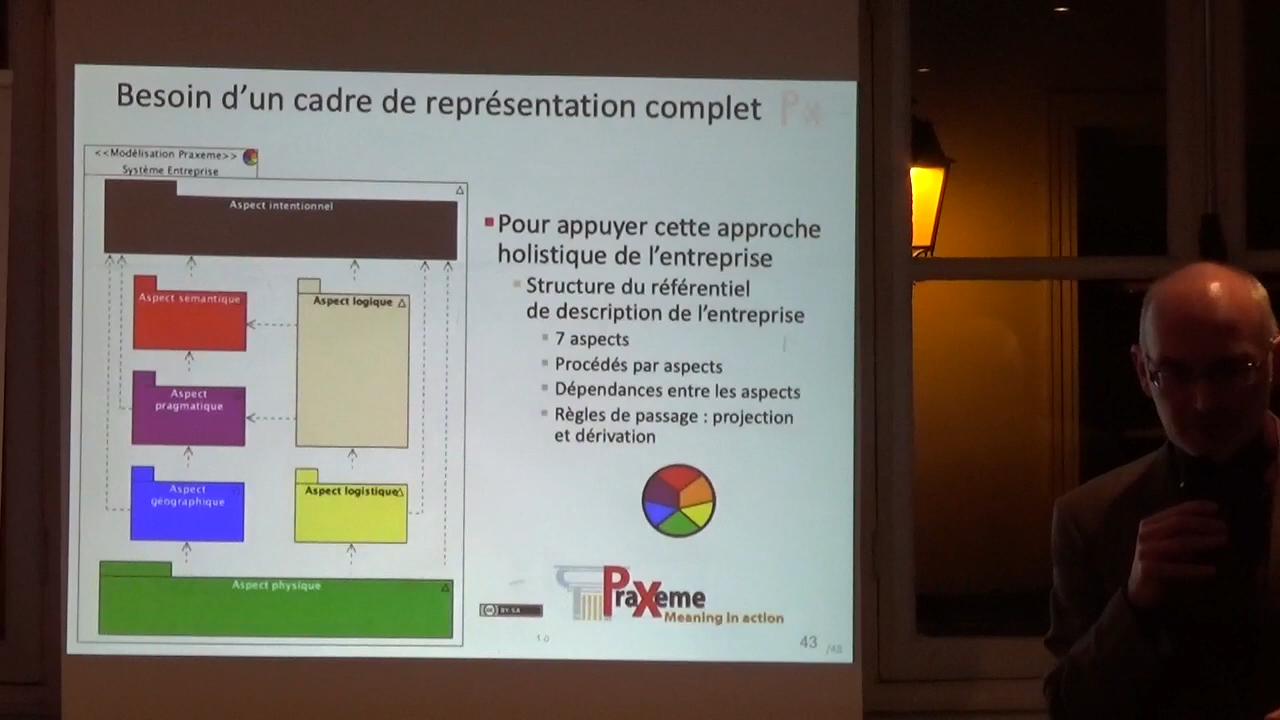 Besoin d'un cadre de représentation complet
Px
<<Modélisation Praxeme>>
Système Entreprise
Aspect intentionnel
Aspect sémantique
Aspect logique
Aspect
pragmatique
Aspect
géographique
Aspect logistique
Aspect physique
Pour appuyer cette approche
holistique de l'entreprise
Structure du référentiel
de description de l'entreprise
7 aspects
Procédés par aspects
Dépendances entre les aspects
Règles de passage : projection
et dérivation
PraXeme
Meaning in action
cc BY-SA
1.0
43 /48